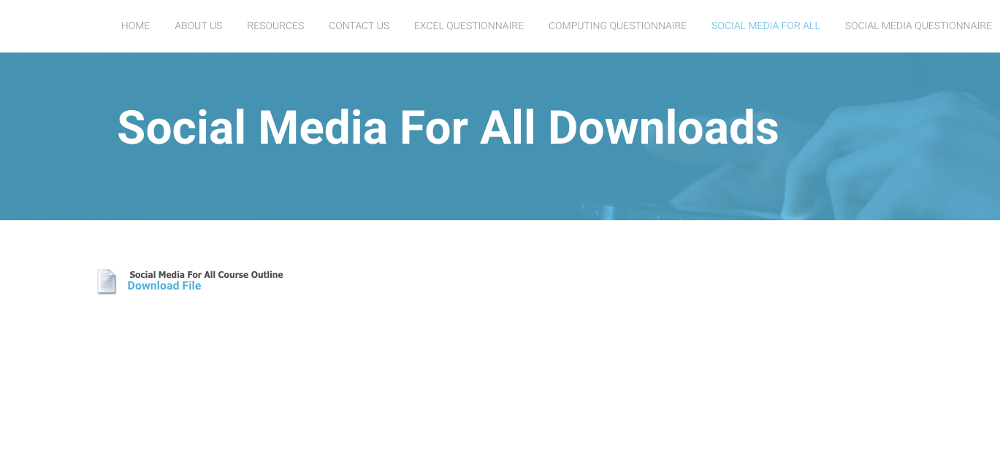 HOME ABOUT US RESOURCES CONTACT US EXCEL QUESTIONNAIRE COMPUTING QUESTIONNAIRE SOCIAL MEDIA FOR ALL SOCIAL MEDIA QUESTIONNAIRE
Social Media For All Downloads
Social Media For All Course Outline
Download File